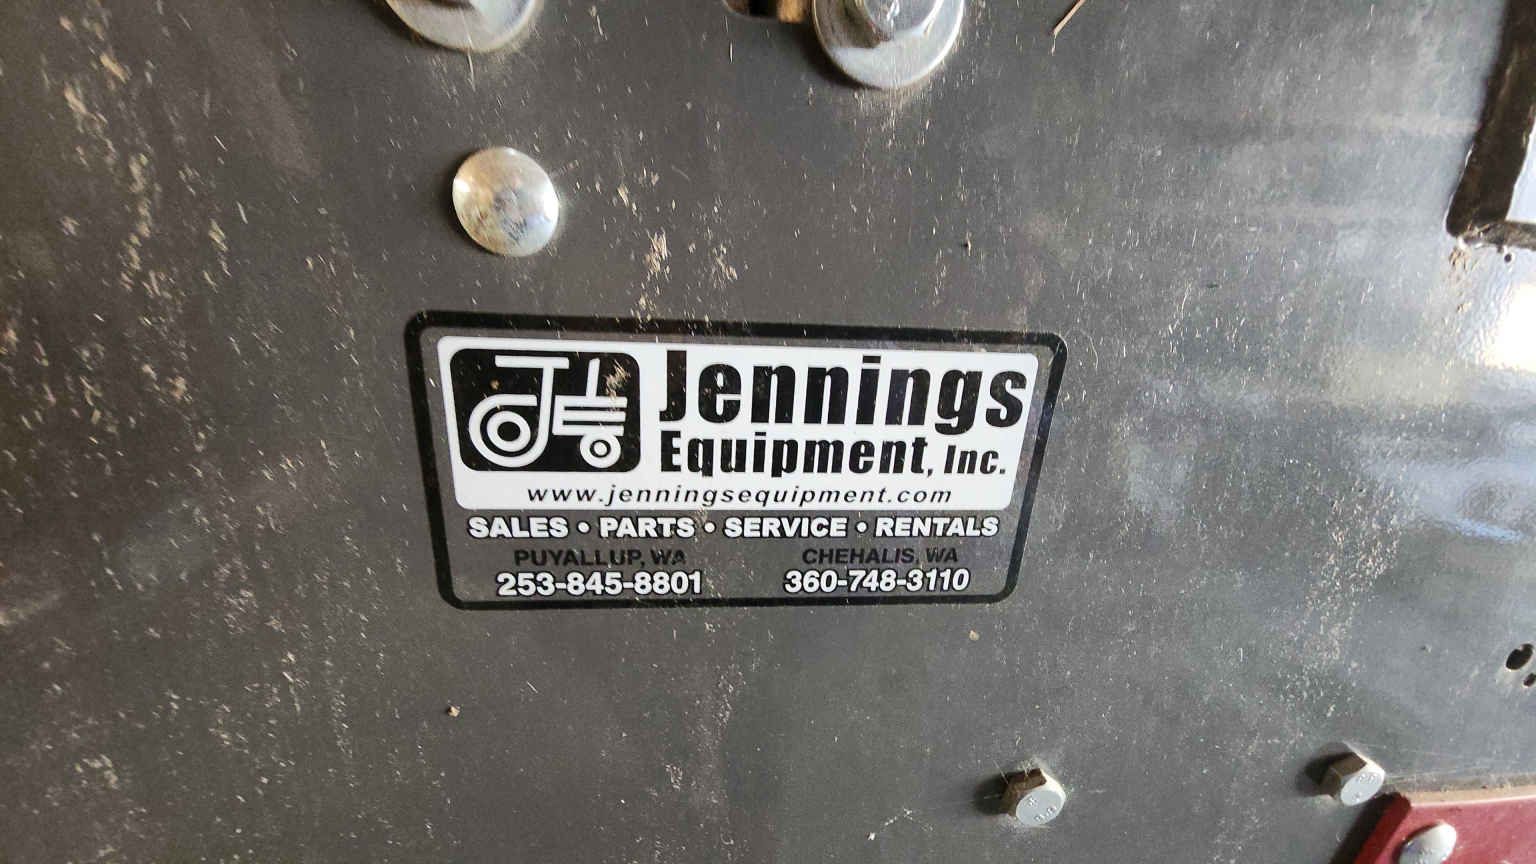 Jennings
Equipment, Inc.
www.jenningsequipment.com
SALES • PARTS • SERVICE • RENTALS
PUYALLUP, WA CHEHALIS, WA
253-845-8801 360-748-3110